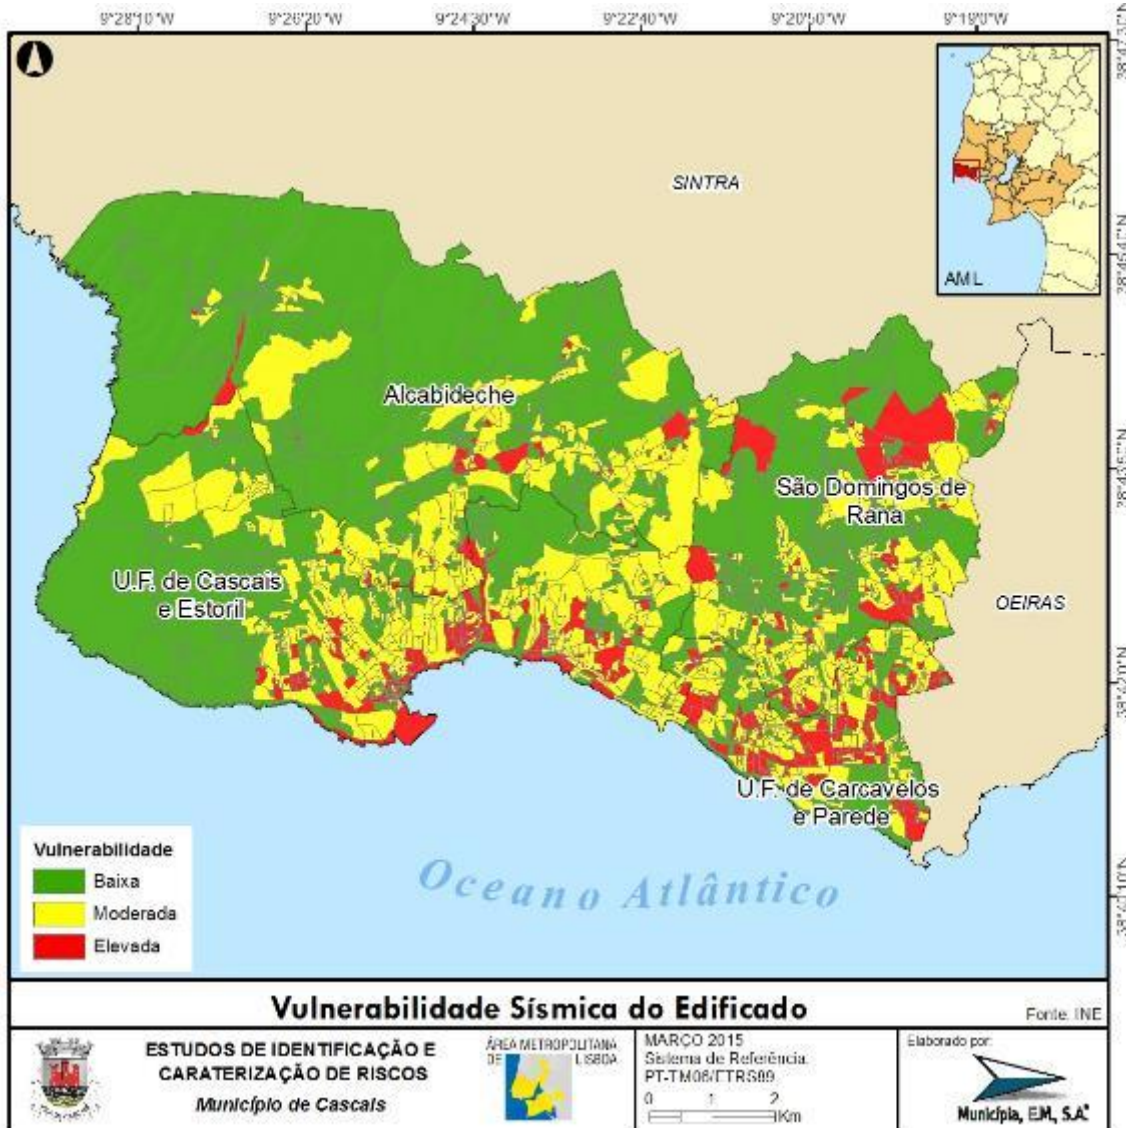 9°28'10"W 9°26'20"W 9°24'30"W 9°22'40"W 9°20'50"W 9°19'0"W
SINTRA
AML
Alcabideche
São Domingos de
Rana
U.F. de Cascais
e Estoril
OEIRAS
U.F. de Carcavelos
e Parede
Oceano Atlântico
Vulnerabilidade
Baixa
Moderada
Elevada
Vulnerabilidade Sísmica do Edificado
Fonte: INE
ESTUDOS DE IDENTIFICAÇÃO E
CARATERIZAÇÃO DE RISCOS
Município de Cascais
ÁREA METROPOLITANA
DE LISBOA
MARÇO 2015
Sistema de Referência:
PT-TM06/ETRS89
0 1 2
Km
Elaborado por:
Município, E.M., S.A.